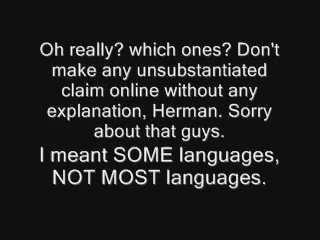 Oh really? which ones? Don't
make any unsubstantiated
claim online without any
explanation, Herman. Sorry
about that guys.
I meant SOME languages,
NOT MOST languages.